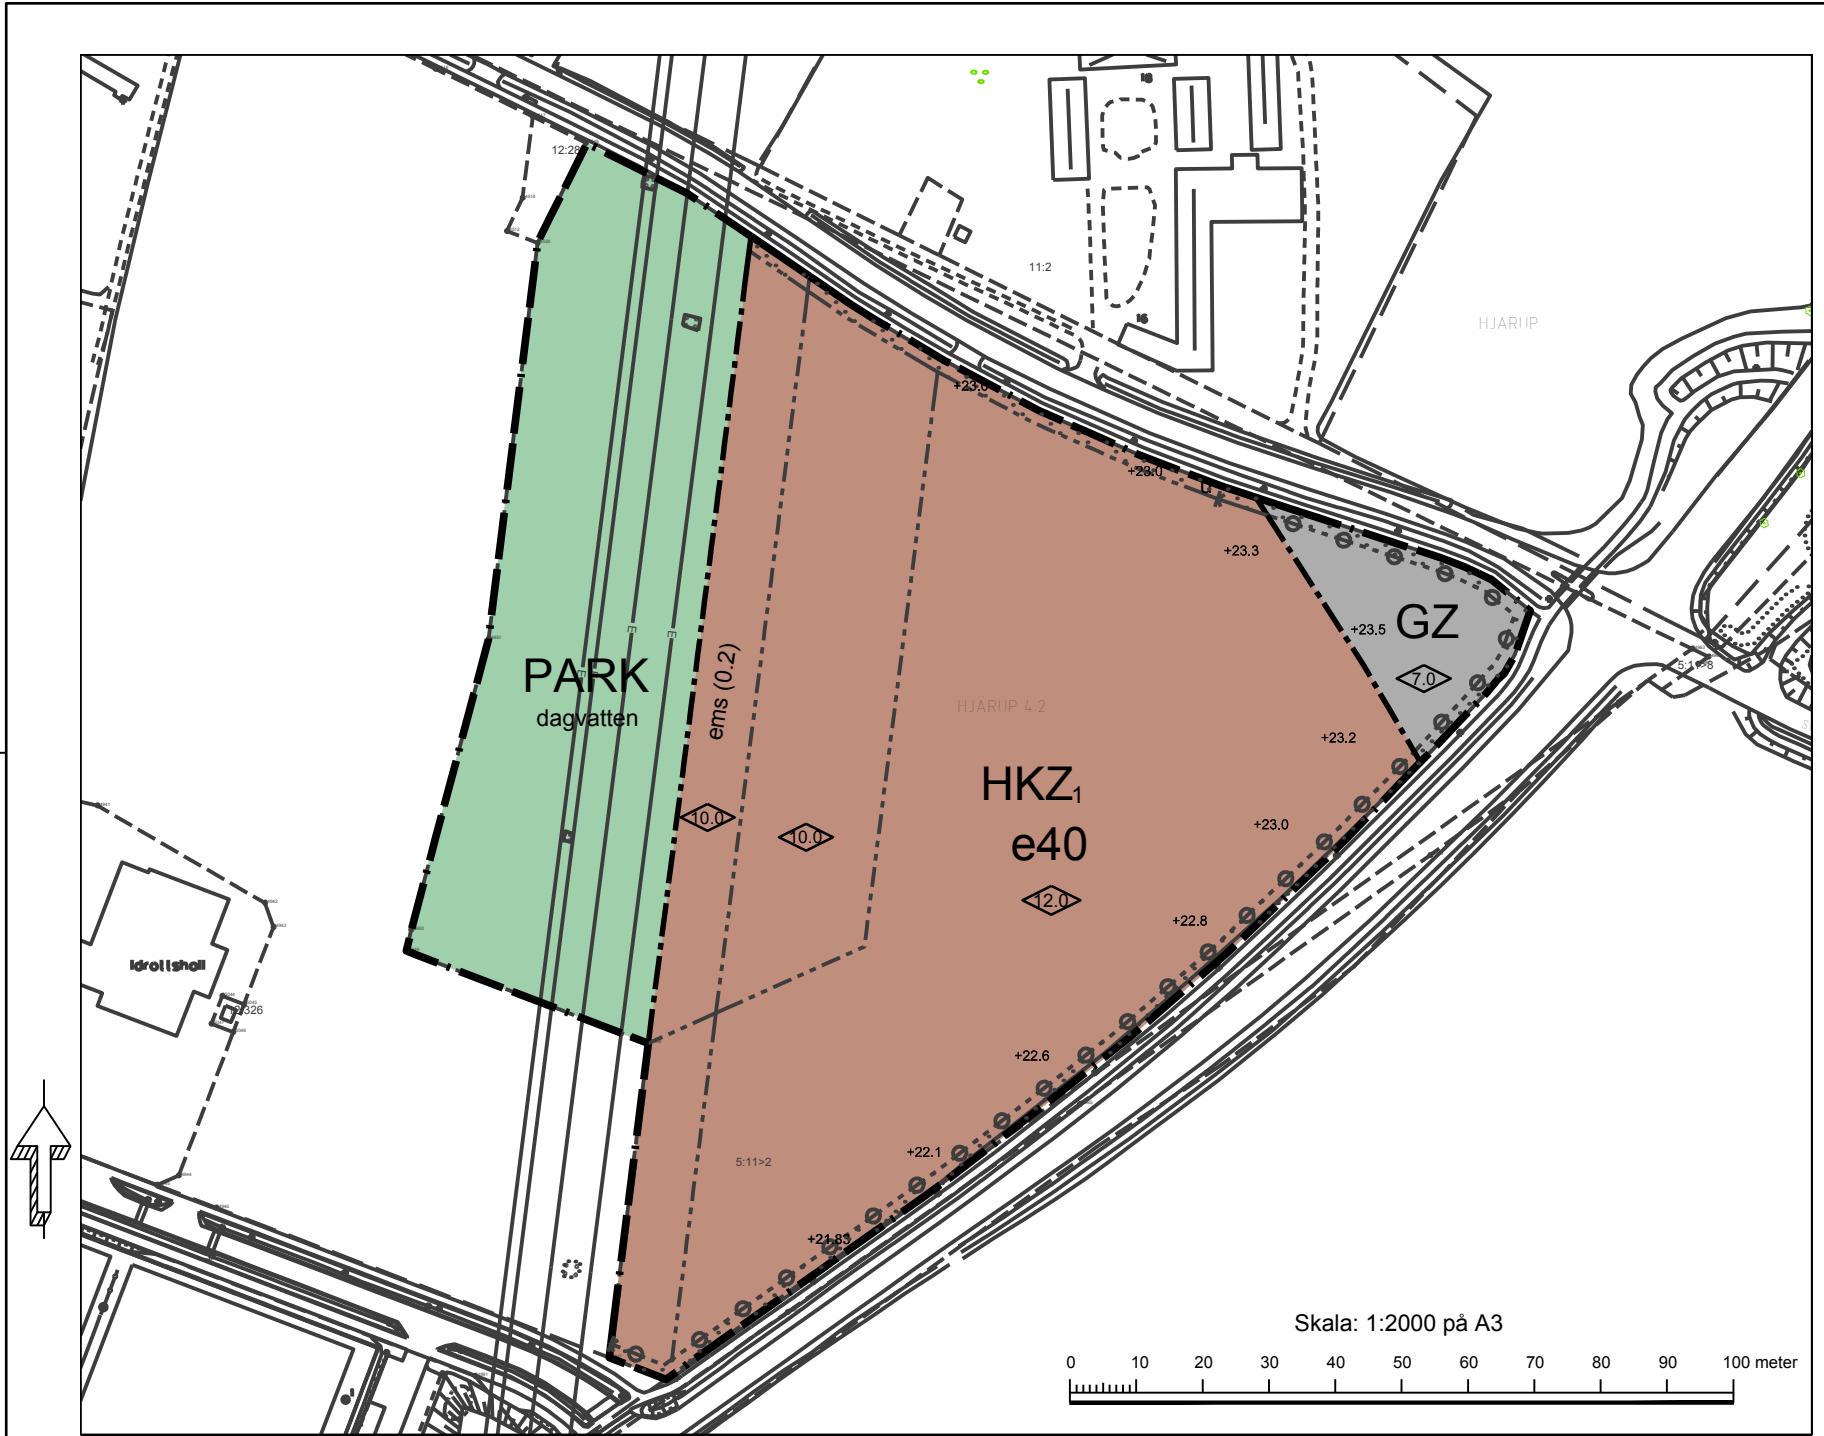 12:28
11:2
HJÄRUP
+23.0
+23.0
+23.3
+23.5
GZ
7.0
5:11>8
PARK
dagvatten
E
E
E
ems (0.2)
HJÄRUP 4:2
+23.2
HKZ1
e40
10.0
10.0
12.0
+23.0
+22.8
Idrottshall
12:326
+22.6
+22.1
5:11>2
+21.83
Skala: 1:2000 på A3
0 10 20 30 40 50 60 70 80 90 100 meter